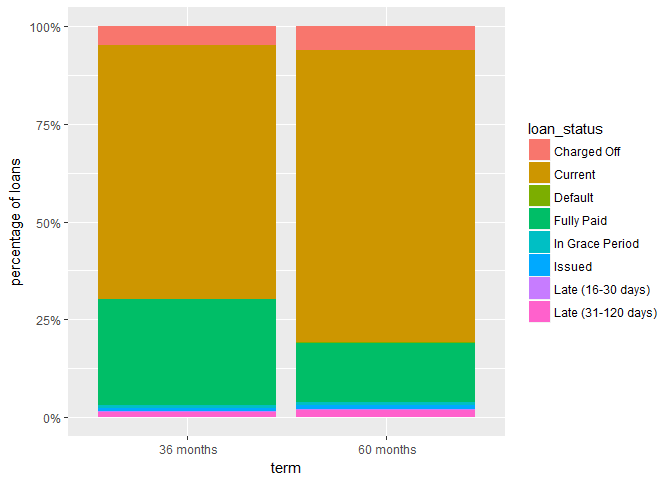 100%
75%
50%
25%
0%
percentage of loans
36 months
60 months
term
loan_status
Charged Off
Current
Default
Fully Paid
In Grace Period
Issued
Late (16-30 days)
Late (31-120 days)